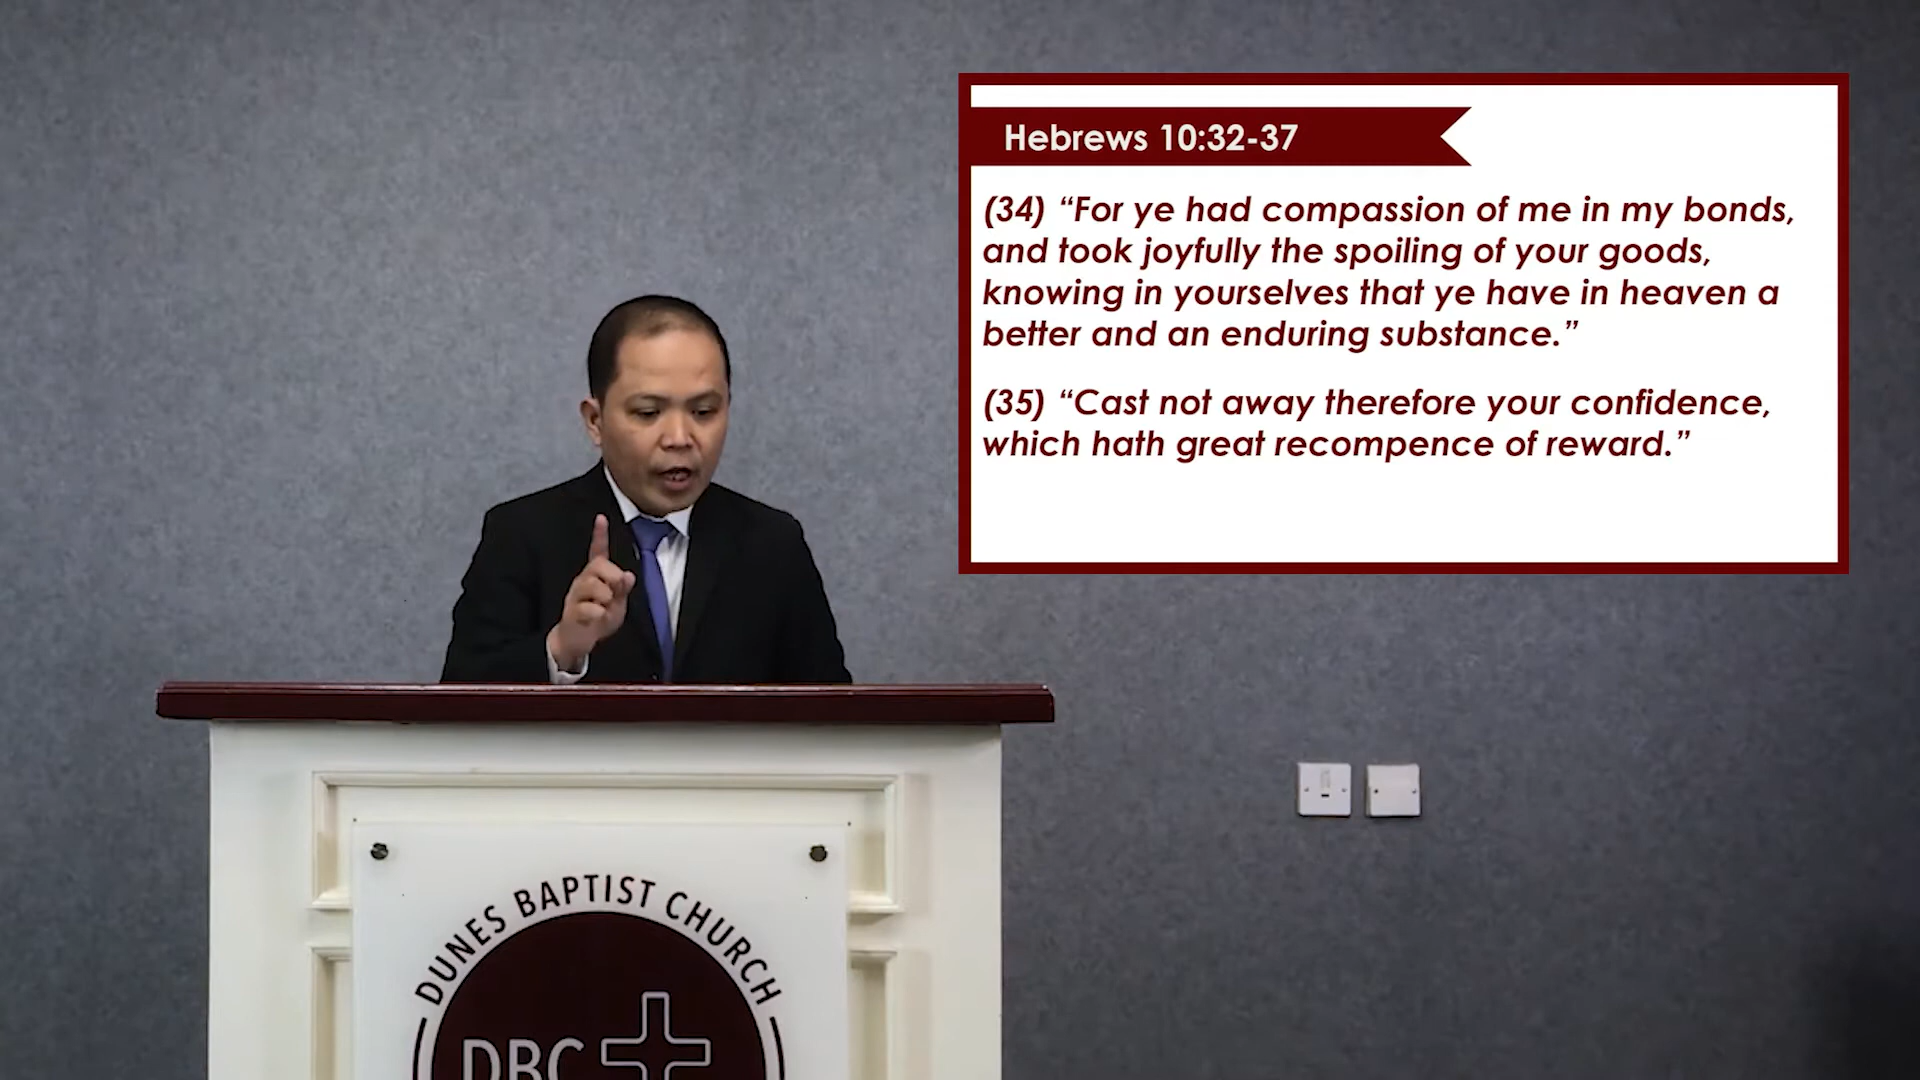 Hebrews 10:32-37
(34) “For ye had compassion of me in my bonds,
and took joyfully the spoiling of your goods,
knowing in yourselves that ye have in heaven a
better and an enduring substance.”
(35) “Cast not away therefore your confidence,
which hath great recompence of reward.”
DUNES BAPTIST CHURCH
DBC